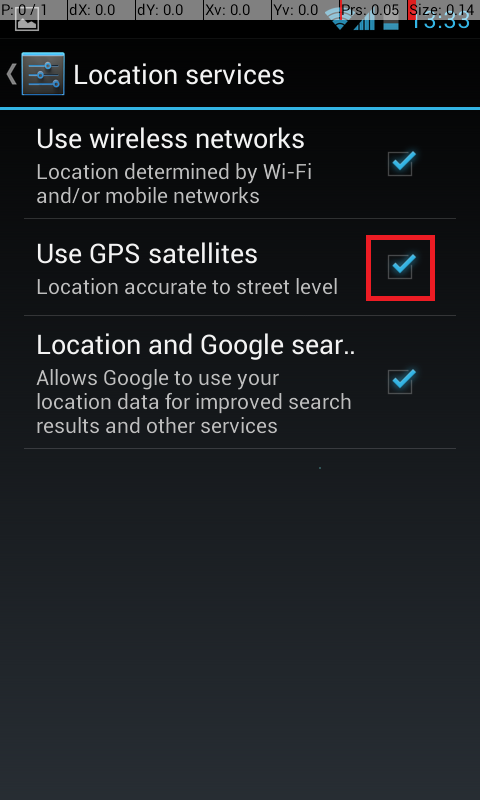 P: 0 / 1 dX: 0.0 dY: 0.0 Xv: 0.0 Yv: 0.0 Prs: 0.05 Size: 0.14
13:33
Location services
Use wireless networks
Location determined by Wi-Fi
and/or mobile networks
Use GPS satellites
Location accurate to street level
Location and Google sear..
Allows Google to use your
location data for improved search
results and other services